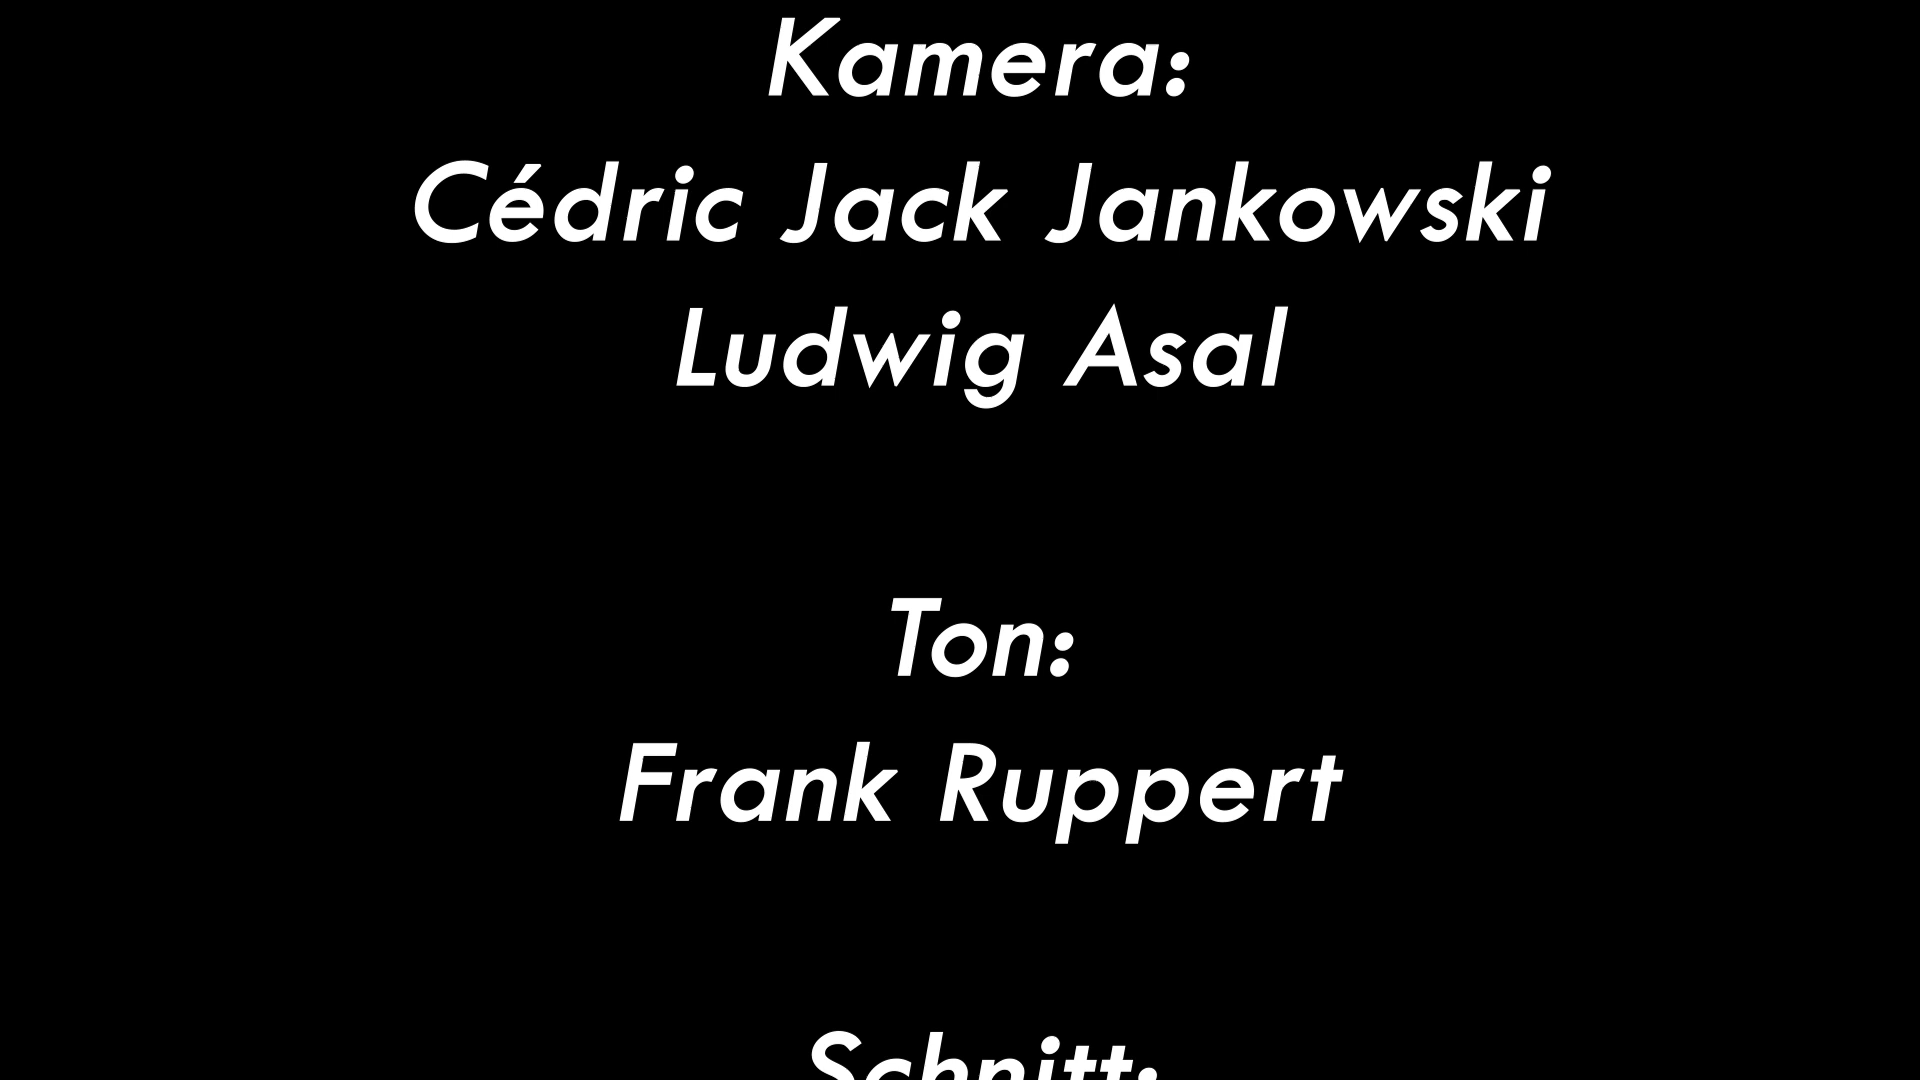 Kamera:
Cédric Jack Jankowski
Ludwig Asal
Ton:
Frank Ruppert
Schnitt: